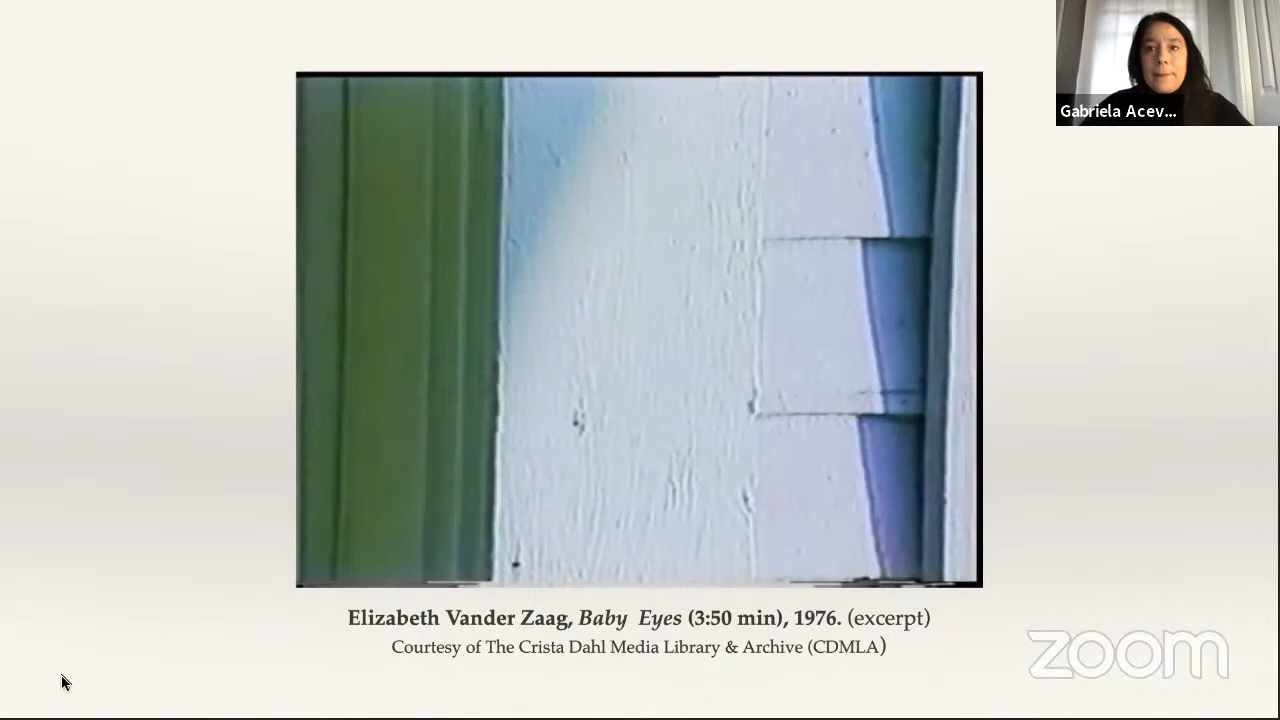 Gabriela Acev...
Elizabeth Vander Zaag, Baby Eyes (3:50 min), 1976. (excerpt)
Courtesy of The Crista Dahl Media Library & Archive (CDMLA)
zoom